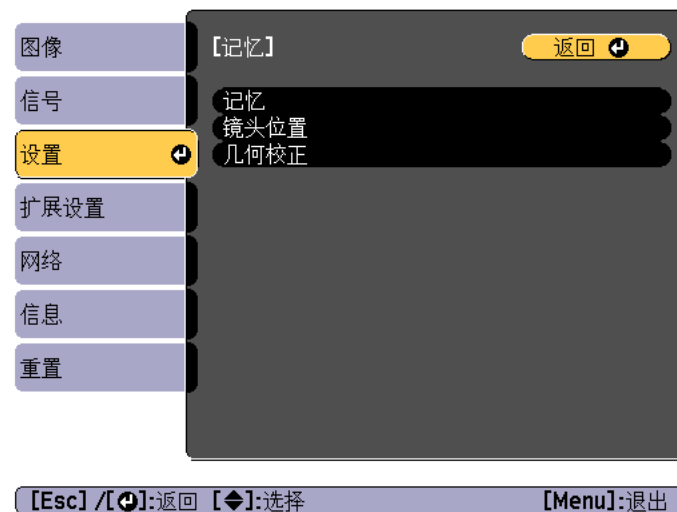 图像
信号
设置
扩展设置
网络
信息
重置
【记忆】
返回
记忆
镜头位置
几何校正
[Esc] /[ ]:返回 [ ]:选择 [Menu]:退出